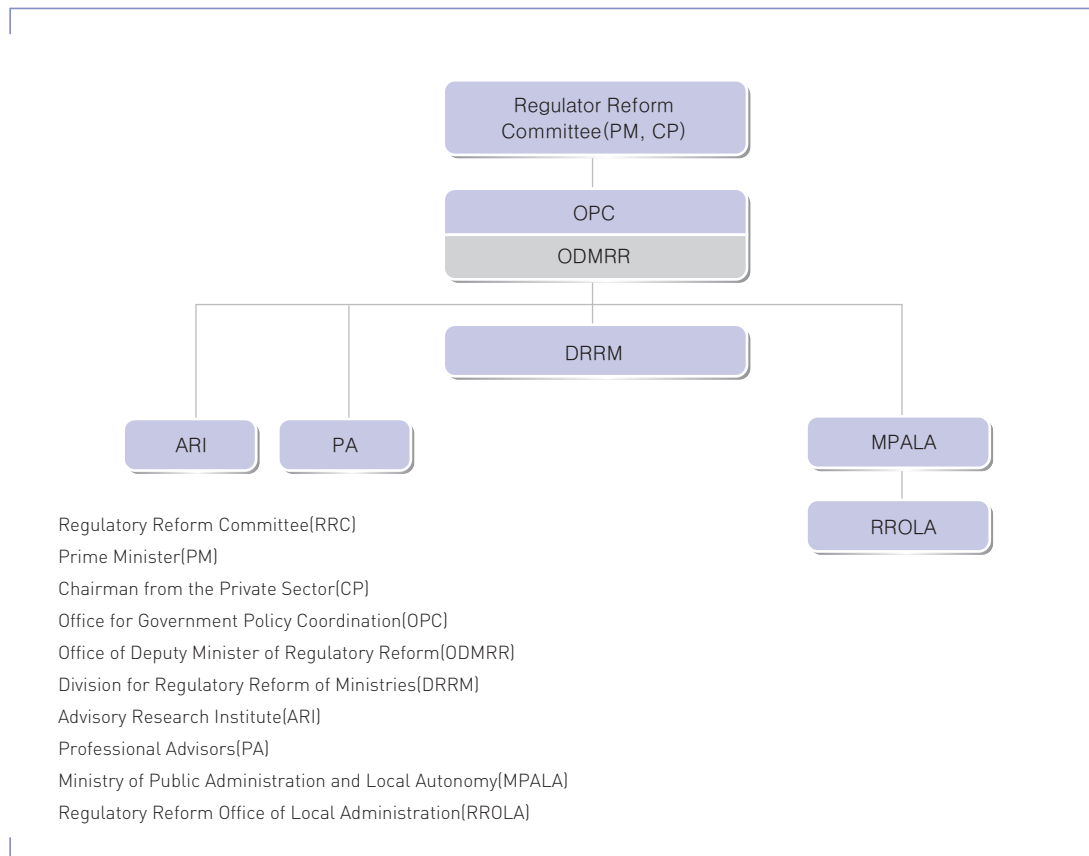 Regulator Reform
Committee(PM, CP)
OPC
ODMRR
DRRM
ARI
PA
MPALA
RROLA
Regulatory Reform Committee(RRC)
Prime Minister(PM)
Chairman from the Private Sector(CP)
Office for Government Policy Coordination(OPC)
Office of Deputy Minister of Regulatory Reform(ODMRR)
Division for Regulatory Reform of Ministries(DRRM)
Advisory Research Institute(ARI)
Professional Advisors(PA)
Ministry of Public Administration and Local Autonomy(MPALA)
Regulatory Reform Office of Local Administration(RROLA)